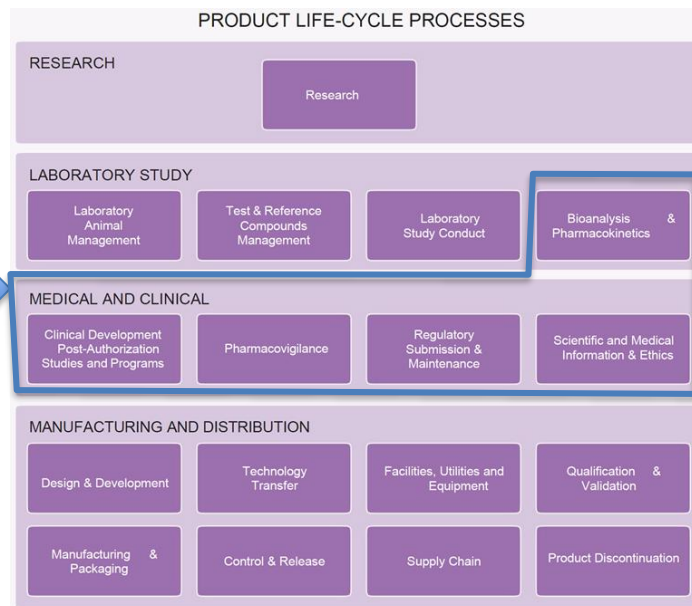 PRODUCT LIFE-CYCLE PROCESSES
RESEARCH
Research
LABORATORY STUDY
Laboratory
Animal
Management
Test & Reference
Compounds
Management
Laboratory
Study Conduct
Bioanalysis &
Pharmacokinetics
MEDICAL AND CLINICAL
Clinical Development
Post-Authorization
Studies and Programs
Pharmacovigilance
Regulatory
Submission &
Maintenance
Scientific and Medical
Information & Ethics
MANUFACTURING AND DISTRIBUTION
Design & Development
Technology
Transfer
Facilities, Utilities and
Equipment
Qualification &
Validation
Manufacturing &
Packaging
Control & Release
Supply Chain
Product Discontinuation